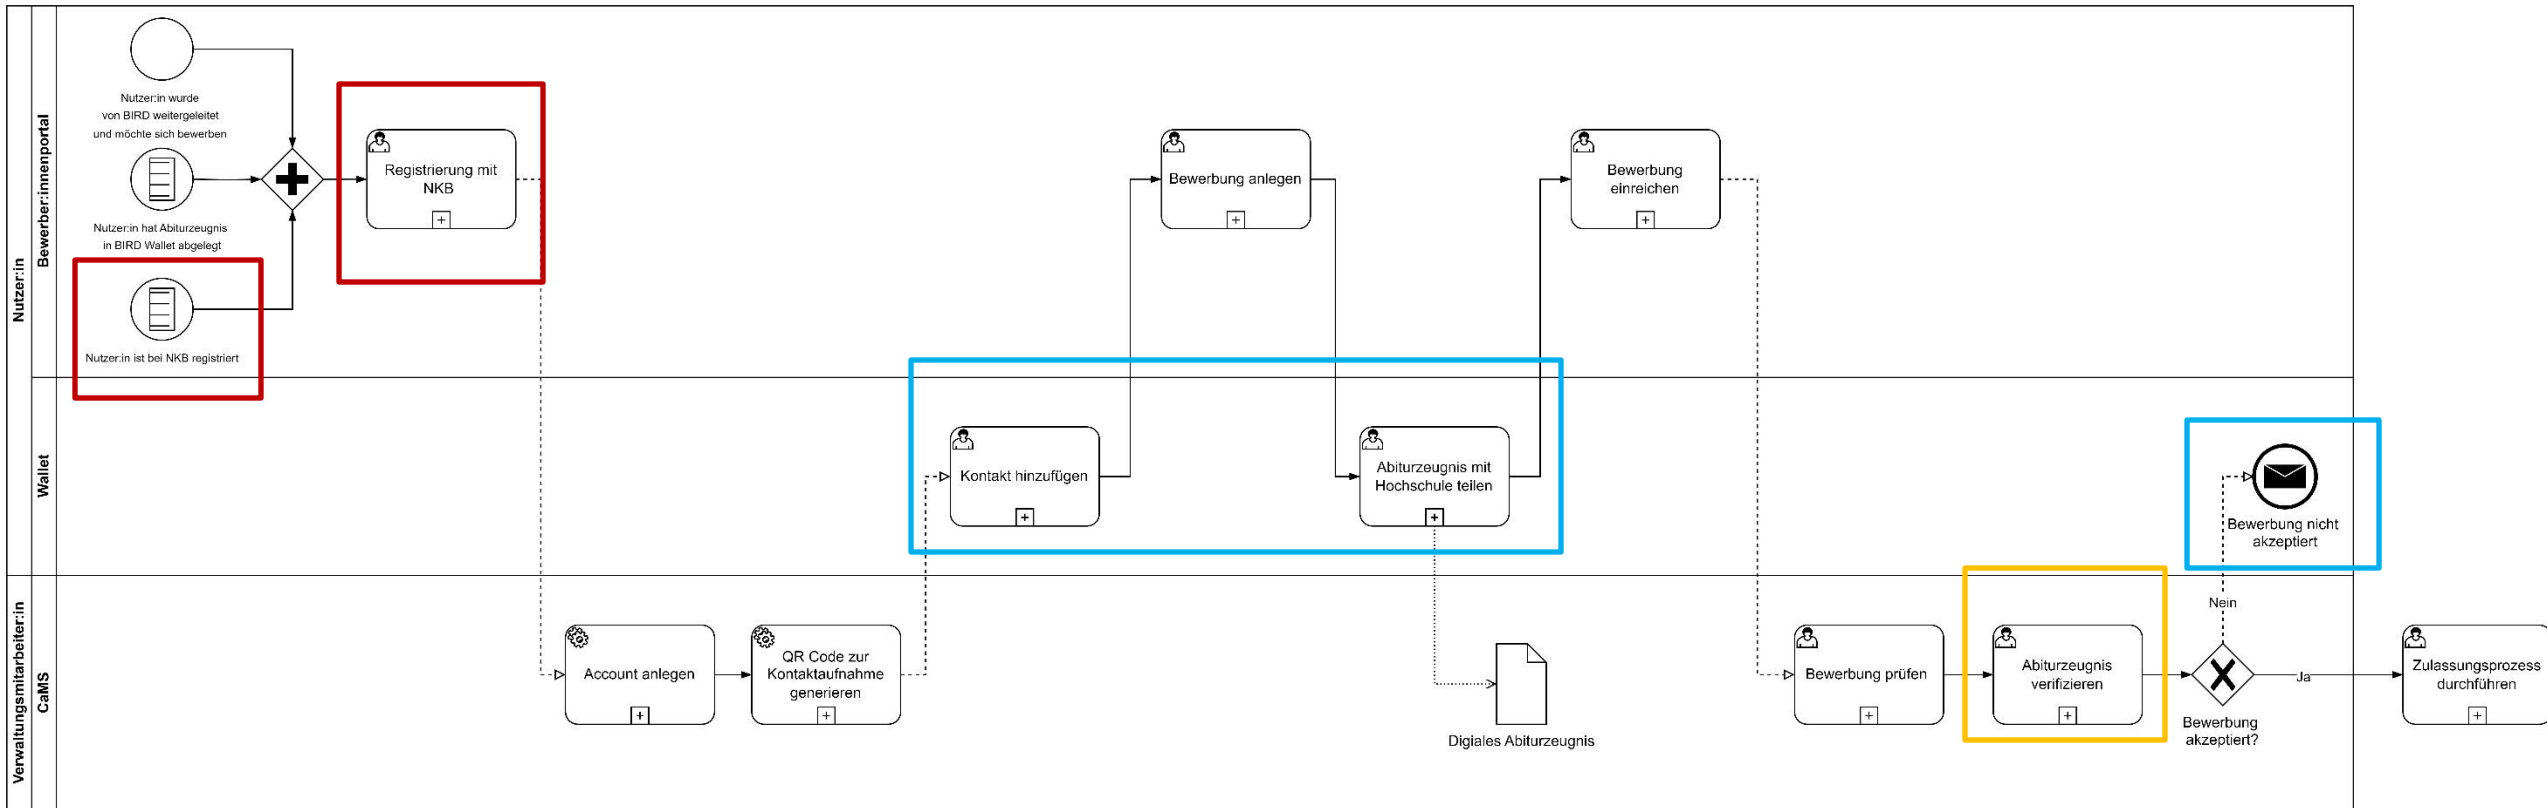 Nutzer:in
Bewerber:innenportal
Nutzer:in wurde
von BIRD weitergeleitet
und möchte sich bewerben
Nutzer:in hat Abiturzeugnis
in BIRD Wallet abgelegt
Nutzer:in ist bei NKB registriert
Registrierung mit
NKB
Bewerbung anlegen
Bewerbung
einreichen
Wallet
Kontakt hinzufügen
Abiturzeugnis mit
Hochschule teilen
Bewerbung nicht
akzeptiert
Verwaltungsmitarbeiter:in
CaMS
Account anlegen
QR Code zur
Kontaktaufnahme
generieren
Digiales Abiturzeugnis
Bewerbung prüfen
Abiturzeugnis
verifizieren
Nein
Ja
Bewerbung
akzeptiert?
Zulassungsprozess
durchführen